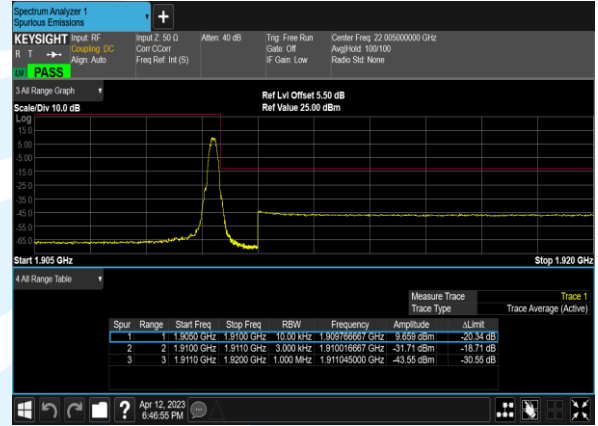 Spectrum Analyzer 1
Spurious Emissions
KEYSIGHT
R T
LXI PASS
Input: RF
Coupling: DC
Align: Auto
Input Z: 50 Ω
Corr CCorr
Freq Ref: Int (S)
Atten: 40 dB
Trig: Free Run
Gate: Off
IF Gain: Low
Center Freq: 22.005000000 GHz
Avg|Hold: 100/100
Radio Std: None
3 All Range Graph
Scale/Div 10.0 dB
Ref Lvl Offset 5.50 dB
Ref Value 25.00 dBm
Log
15.0
5.00
-5.00
-15.0
-25.0
-35.0
-45.0
-55.0
-65.0
Start 1.905 GHz
Stop 1.920 GHz
4 All Range Table
Measure Trace Trace 1
Trace Type Trace Average (Active)
Spur Range Start Freq Stop Freq RBW Frequency Amplitude ΔLimit
1 1 1.9050 GHz 1.9100 GHz 10.00 kHz 1.909766667 GHz 9.659 dBm -20.34 dB
2 2 1.9100 GHz 1.9110 GHz 3.000 kHz 1.910016667 GHz -31.71 dBm -18.71 dB
3 3 1.9110 GHz 1.9200 GHz 1.000 MHz 1.911045000 GHz -43.55 dBm -30.55 dB
Apr 12, 2023
6:46:55 PM